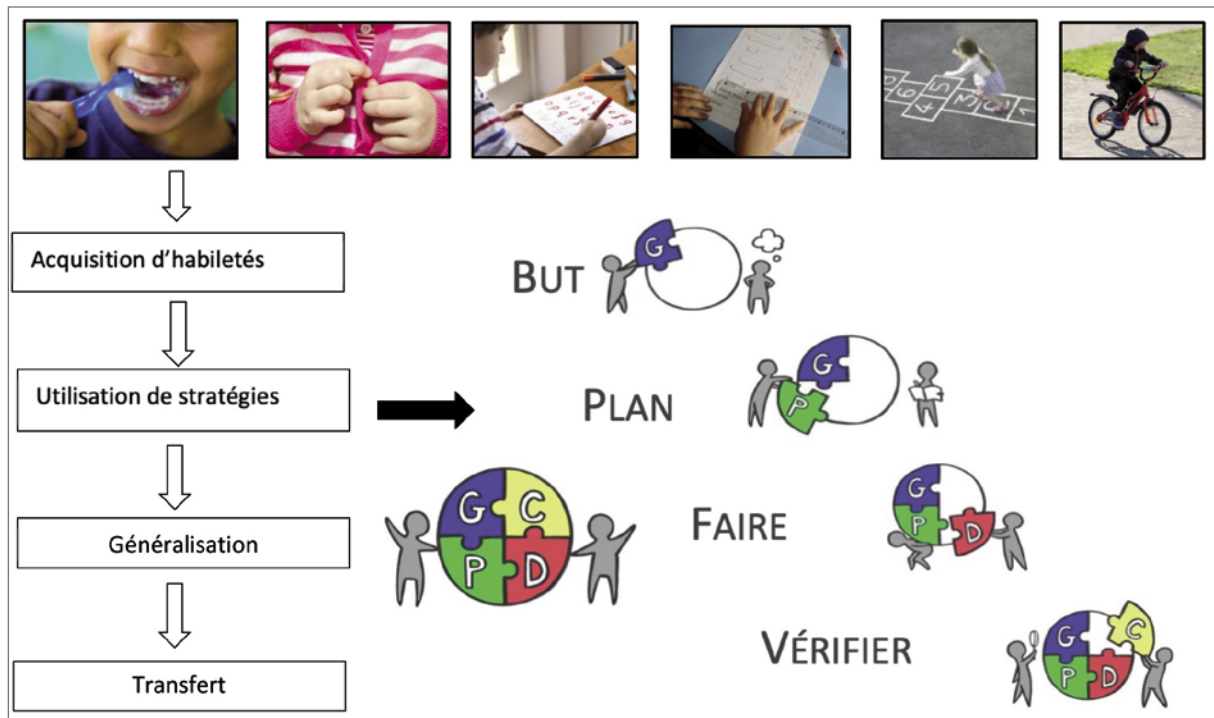 Acquisition d'habiletés
Utilisation de stratégies
Généralisation
Transfert
BUT
G
PLAN
G
P
FAIRE
G
P
D
VÉRIFIER
G
C
P
D
G
C
P
D